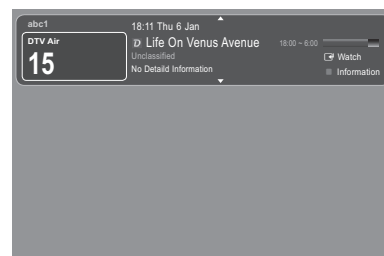 abc1
DTV Air
15
18:11 Thu 6 Jan
D Life On Venus Avenue
18:00 ~ 6:00
Unclassified
No Detaild Information
Watch
Information